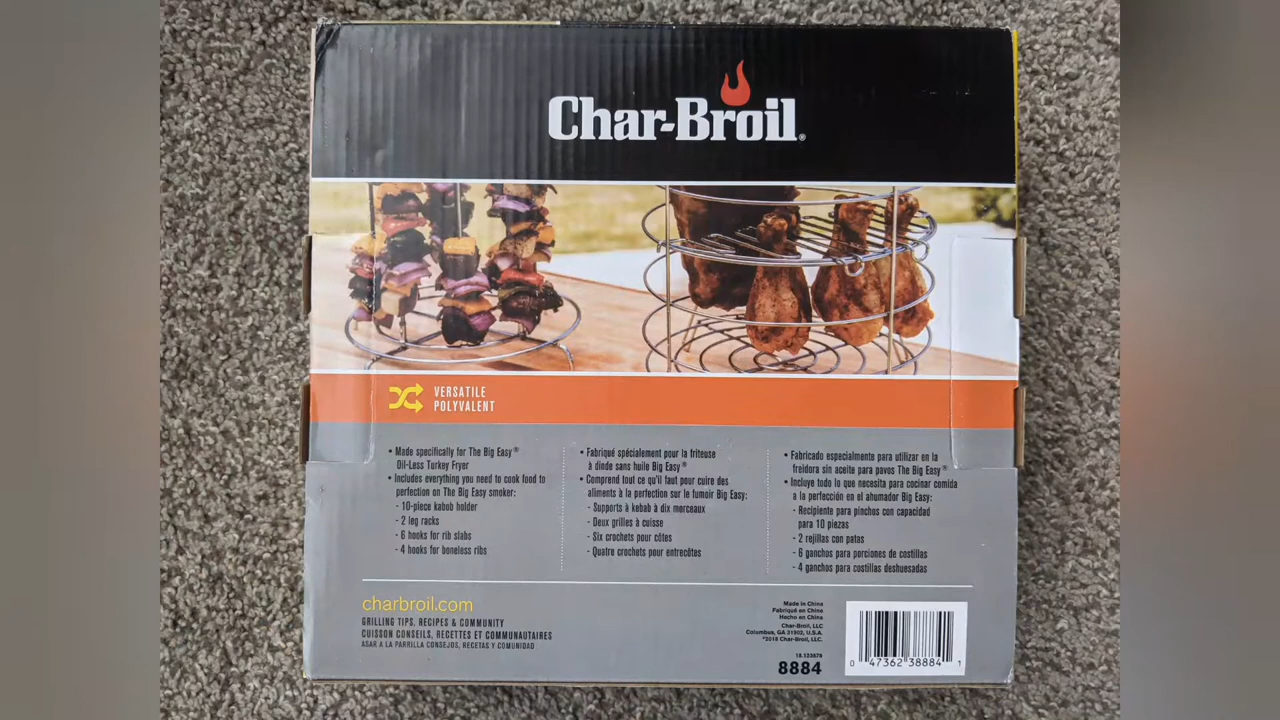 Char-Broil®
VERSATILE
POLYVALENT
• Made specifically for The Big Easy®
Oil-Less Turkey Fryer
• Includes everything you need to cook food to
perfection on The Big Easy smoker:
- 10-piece kabob holder
- 2 leg racks
- 6 hooks for rib slabs
- 4 hooks for boneless ribs
• Fabriqué spécialement pour la friteuse
à dinde sans huile Big Easy®
• Comprend tout ce qu'il faut pour cuire des
aliments à la perfection sur le fumoir Big Easy:
- Supports à kebab à dix morceaux
- Deux grilles à cuisse
- Six crochets pour côtes
- Quatre crochets pour entrecôtes
• Fabricado especialmente para utilizar en la
freidora sin aceite para pavos The Big Easy®
• Incluye todo lo que necesita para cocinar comida
a la perfección en el ahumador Big Easy:
- Recipiente para pinchos con capacidad
para 10 piezas
- 2 rejillas con patas
- 6 ganchos para porciones de costillas
- 4 ganchos para costillas deshuesadas
charbroil.com
GRILLING TIPS, RECIPES & COMMUNITY
CUISSON CONSEILS, RECETTES ET COMMUNAUTAIRES
ASAR A LA PARRILLA CONSEJOS, RECETAS Y COMUNIDAD
Made in China
Fabriqué en Chine
Hecho en China
Char-Broil, LLC
Columbus, GA 31902, U.S.A.
©2018 Char-Broil, LLC.
8884
0 47362 38884 1